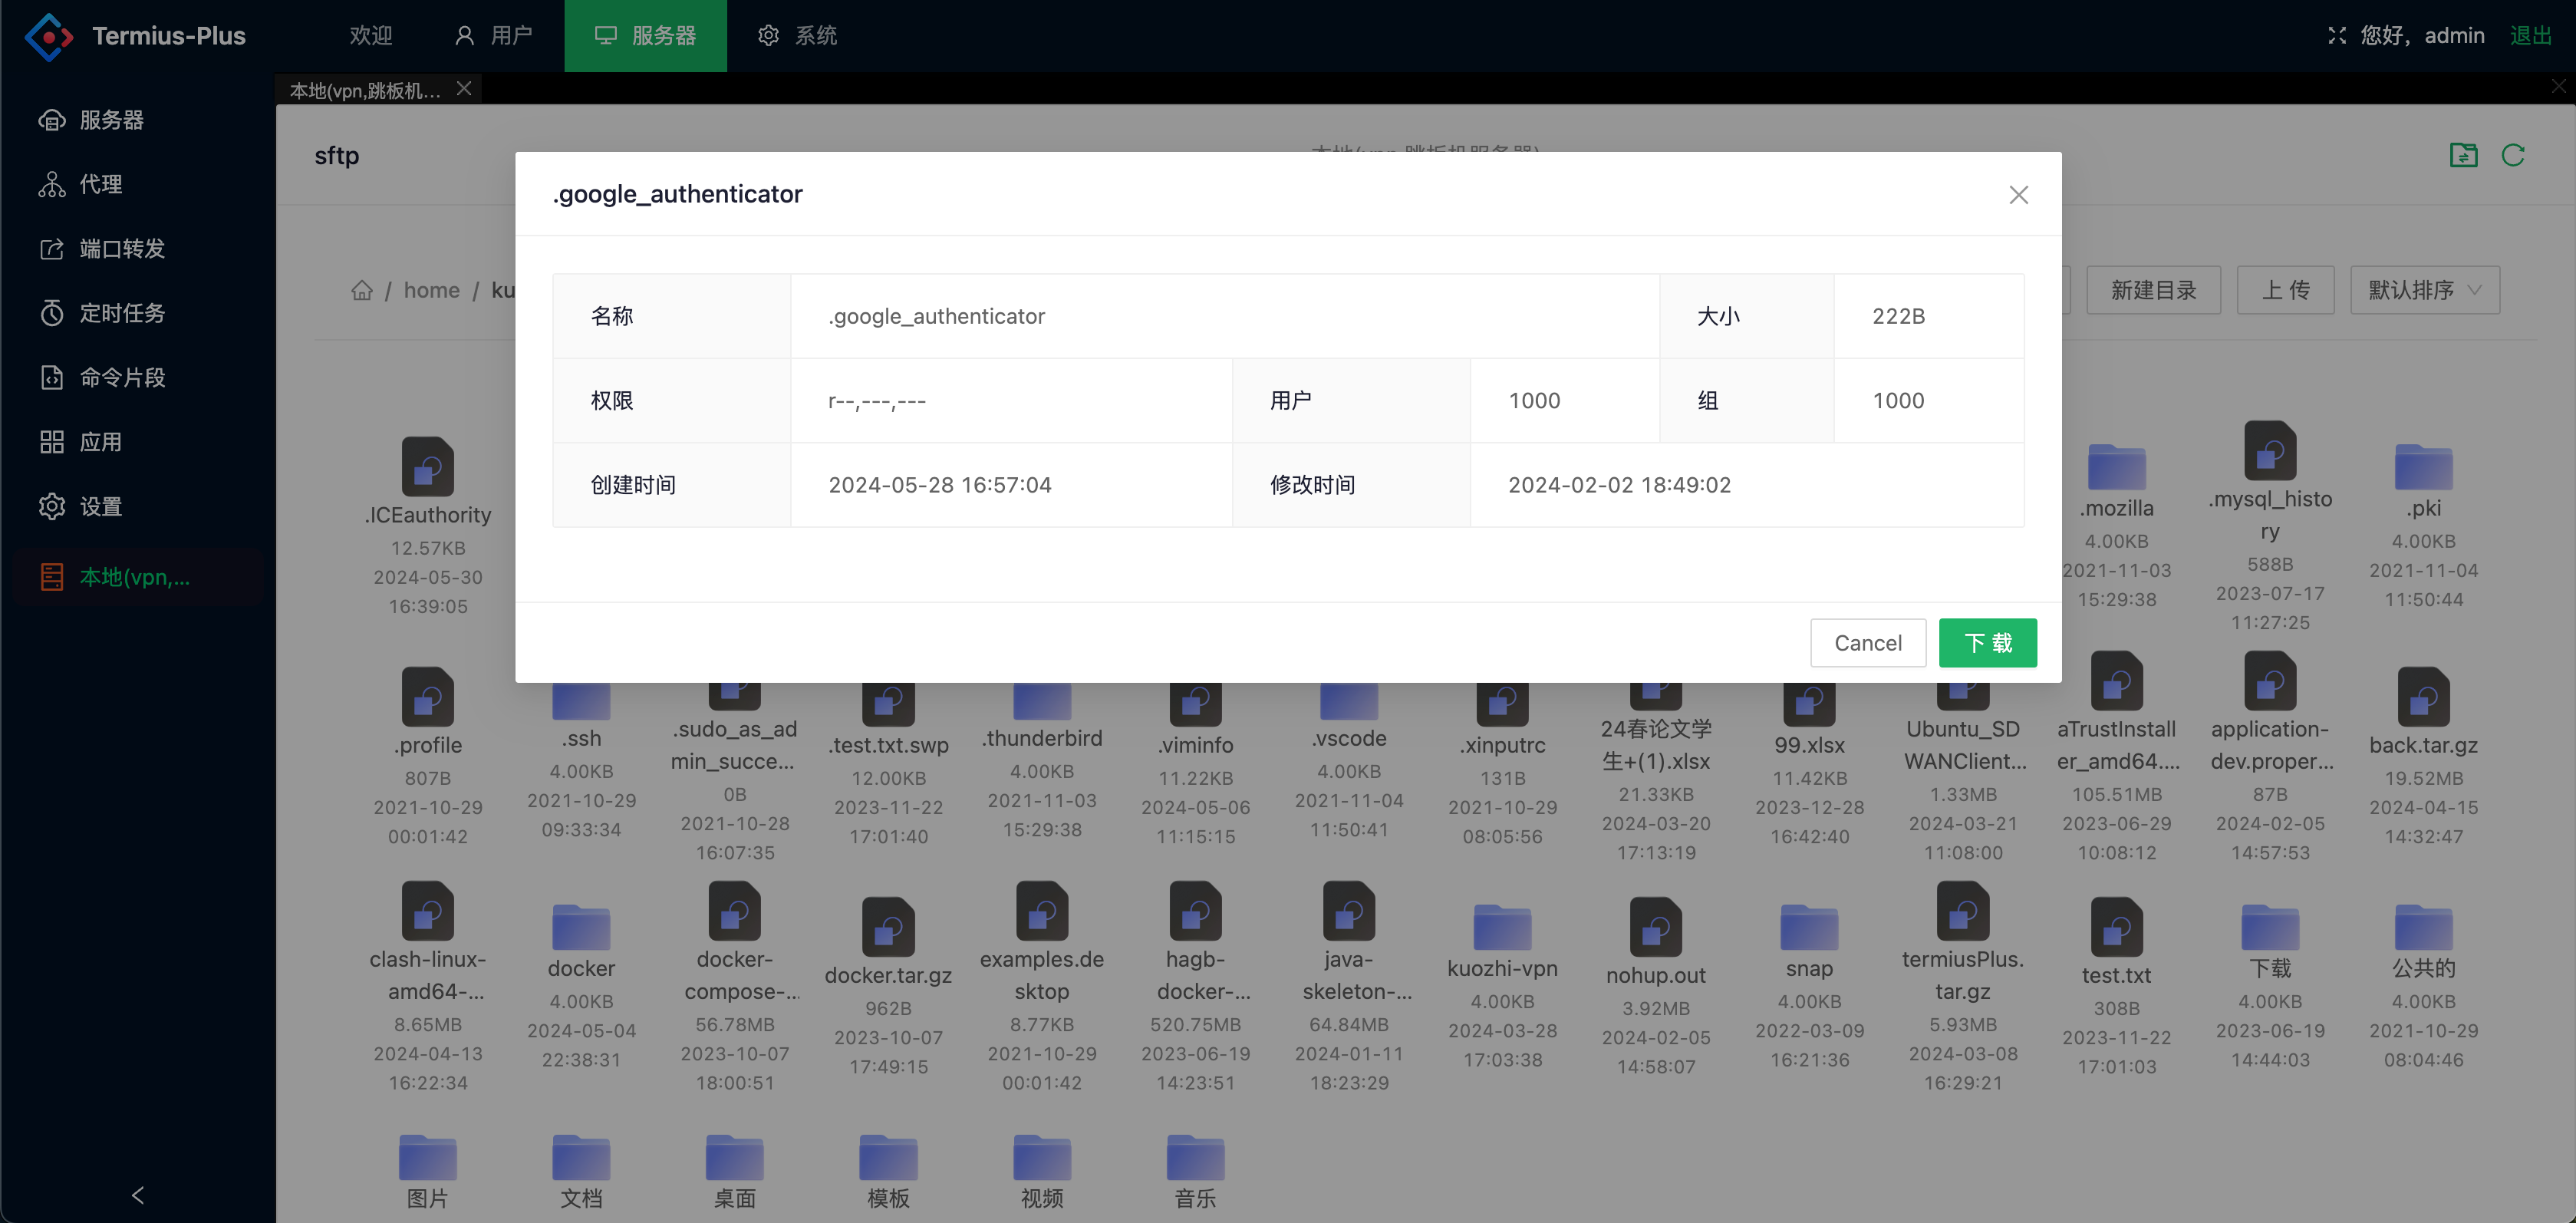 Termius-Plus
欢迎
用户
服务器
系统
您好，admin
退出
服务器
代理
端口转发
定时任务
命令片段
应用
设置
本地(vpn,...
本地(vpn,跳板机...
sftp
/ home / ku
新建目录
上 传
默认排序
.google_authenticator
名称
.google_authenticator
大小
222B
权限
r--,---,---
用户
1000
组
1000
创建时间
2024-05-28 16:57:04
修改时间
2024-02-02 18:49:02
Cancel
下 载
.ICEauthority
12.57KB
2024-05-30
16:39:05
.mozilla
4.00KB
2021-11-03
15:29:38
.mysql_histo
ry
588B
2023-07-17
11:27:25
.pki
4.00KB
2021-11-04
11:50:44
.profile
807B
2021-10-29
00:01:42
.ssh
4.00KB
2021-10-29
09:33:34
.sudo_as_ad
min_succe...
0B
2021-10-28
16:07:35
.test.txt.swp
12.00KB
2023-11-22
17:01:40
.thunderbird
4.00KB
2021-11-03
15:29:38
.viminfo
11.22KB
2024-05-06
11:15:15
.vscode
4.00KB
2021-11-04
11:50:41
.xinputrc
131B
2021-10-29
08:05:56
24春论文学
生+(1).xlsx
21.33KB
2024-03-20
17:13:19
99.xlsx
11.42KB
2023-12-28
16:42:40
Ubuntu_SD
WANClient...
1.33MB
2024-03-21
11:08:00
aTrustInstall
er_amd64....
105.51MB
2023-06-29
10:08:12
application-
dev.proper...
87B
2024-02-05
14:57:53
back.tar.gz
19.52MB
2024-04-15
14:32:47
clash-linux-
amd64-...
8.65MB
2024-04-13
16:22:34
docker
4.00KB
2024-05-04
22:38:31
docker-
compose-...
56.78MB
2023-10-07
18:00:51
docker.tar.gz
962B
2023-10-07
17:49:15
examples.de
sktop
8.77KB
2021-10-29
00:01:42
hagb-
docker-...
520.75MB
2023-06-19
14:23:51
java-
skeleton-...
64.84MB
2024-01-11
18:23:29
kuozhi-vpn
4.00KB
2024-03-28
17:03:38
nohup.out
3.92MB
2024-02-05
14:58:07
snap
4.00KB
2022-03-09
16:21:36
termiusPlus.
tar.gz
5.93MB
2024-03-08
16:29:21
test.txt
308B
2023-11-22
17:01:03
下载
4.00KB
2023-06-19
14:44:03
公共的
4.00KB
2021-10-29
08:04:46
图片
文档
桌面
模板
视频
音乐